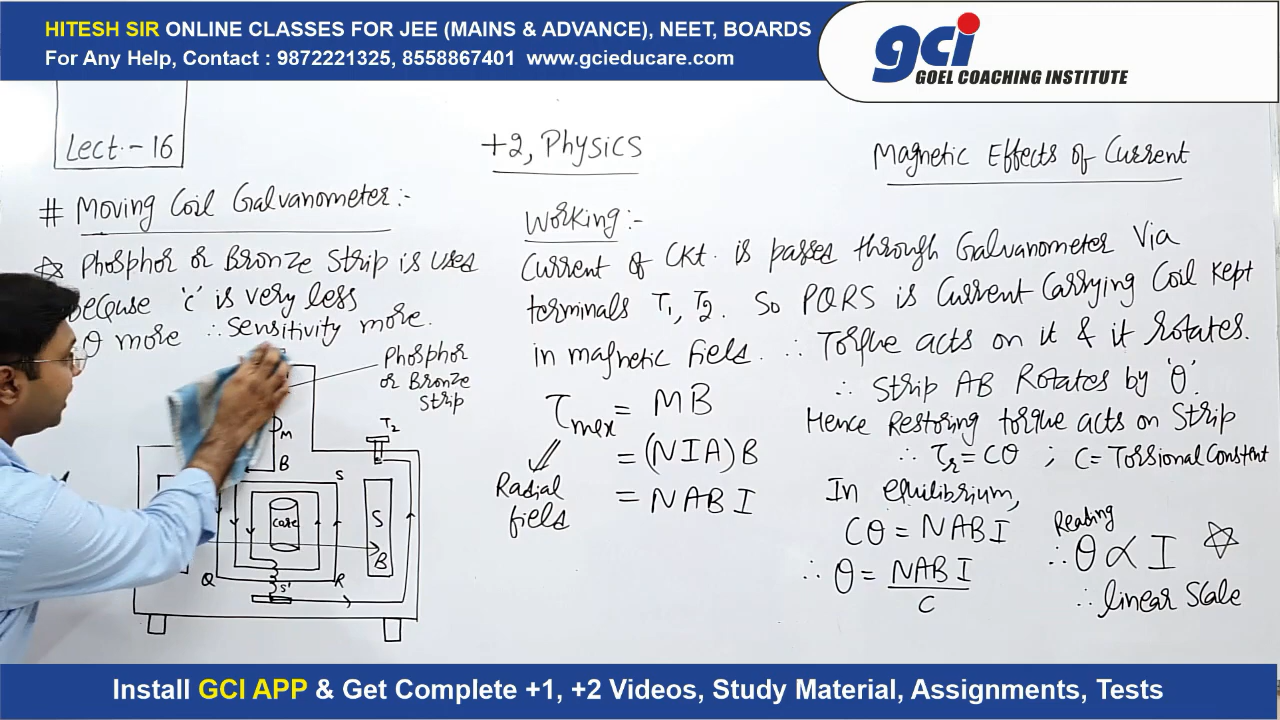 HITESH SIR ONLINE CLASSES FOR JEE (MAINS & ADVANCE), NEET, BOARDS
For Any Help, Contact : 9872221325, 8558867401 www.gcieducare.com
gci
GOEL COACHING INSTITUTE
Lect.- 16
+2, Physics
Magnetic Effects of Current
# Moving Coil Galvanometer:-
☆ Phosphor or Bronze Strip is used
because 'c' is very less
θ more ∴ Sensitivity more.
Phosphor
or Bronze
Strip
T2
M
B
S
core
S
B
Q
R
S'
Working:-
Current of CKt. is passed through Galvanometer Via
terminals T1, T2. So PQRS is Current Carrying Coil kept
in magnetic fields. ∴ Torque acts on it & it rotates.
∴ Strip AB Rotates by 'θ'.
Hence Restoring torque acts on Strip
∴ τr = Cθ ; C = Torsional Constant
τmax = MB
= (NIA)B
= NABI
Radial
fiels
In equilibrium,
Cθ = NABI
∴ θ = NABI / C
Reading
∴ θ ∝ I ☆
∴ linear Scale
Install GCI APP & Get Complete +1, +2 Videos, Study Material, Assignments, Tests